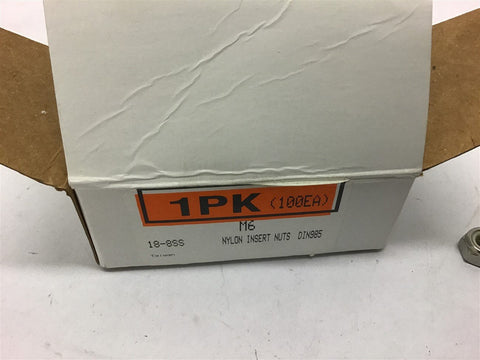 1PK (100EA)
M6
18-8SS NYLON INSERT NUTS DIN985
Taiwan